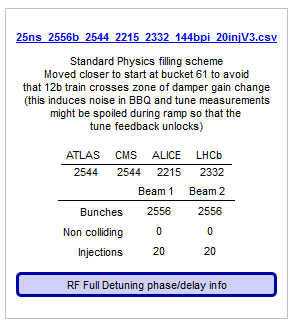 25ns_2556b_2544_2215_2332_144bpi_20injV3.csv
Standard Physics filling scheme
Moved closer to start at bucket 61 to avoid
that 12b train crosses zone of damper gain change
(this induces noise in BBQ and tune measurements
might be spoiled during ramp so that the
tune feedback unlocks)
ATLAS CMS ALICE LHCb
2544 2544 2215 2332
Beam 1 Beam 2
Bunches 2556 2556
Non colliding 0 0
Injections 20 20
RF Full Detuning phase/delay info